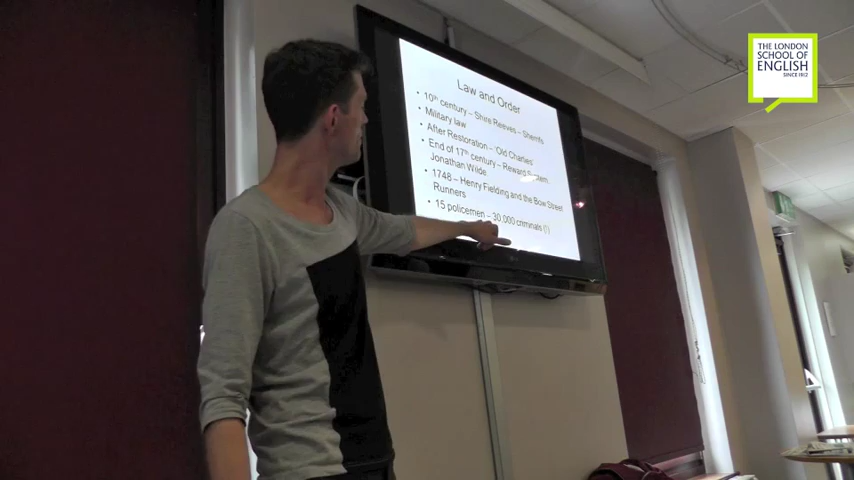 Law and Order
• 10th century – Shire Reeves – Sherrifs
• Military law
• After Restoration – 'Old Charlies'
• End of 17th century – Reward System:
Jonathan Wilde
• 1748 – Henry Fielding and the Bow Street
Runners
• 15 policemen – 30,000 criminals (!)
THE LONDON
SCHOOL OF
ENGLISH
SINCE 1912